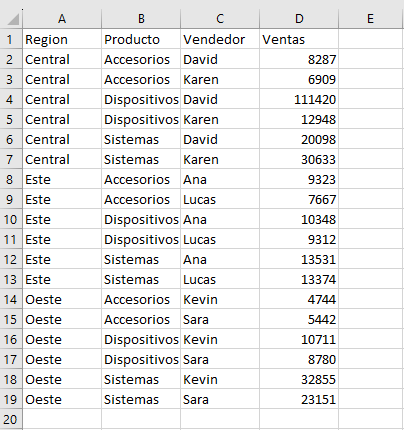 A B C D E
1 Region Producto Vendedor Ventas
2 Central Accesorios David 8287
3 Central Accesorios Karen 6909
4 Central Dispositivos David 111420
5 Central Dispositivos Karen 12948
6 Central Sistemas David 20098
7 Central Sistemas Karen 30633
8 Este Accesorios Ana 9323
9 Este Accesorios Lucas 7667
10 Este Dispositivos Ana 10348
11 Este Dispositivos Lucas 9312
12 Este Sistemas Ana 13531
13 Este Sistemas Lucas 13374
14 Oeste Accesorios Kevin 4744
15 Oeste Accesorios Sara 5442
16 Oeste Dispositivos Kevin 10711
17 Oeste Dispositivos Sara 8780
18 Oeste Sistemas Kevin 32855
19 Oeste Sistemas Sara 23151
20